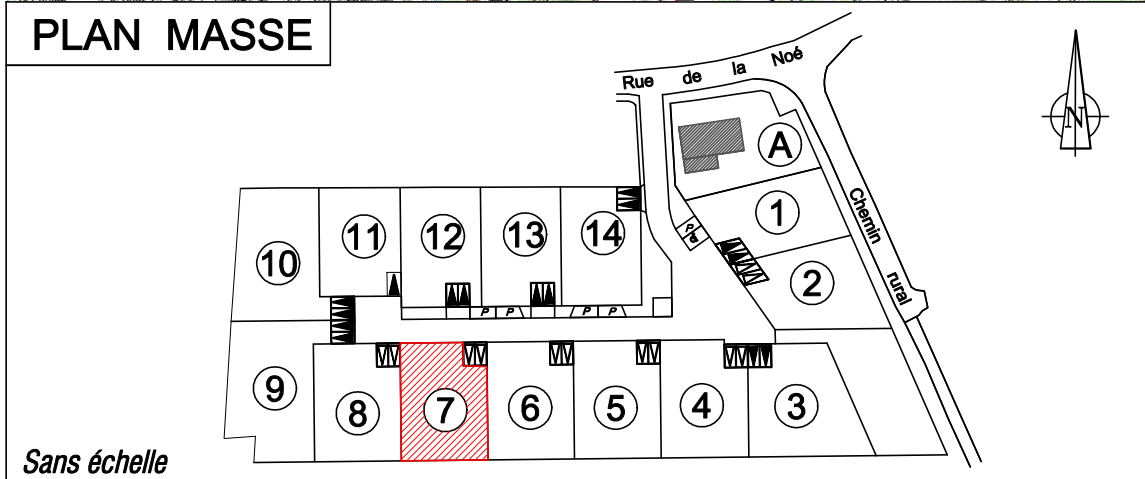 PLAN MASSE
Rue de la Noé
N
A
1
Chemin rural
2
10
11
12
13
14
P P P P
P
9
8
7
6
5
4
3
Sans échelle